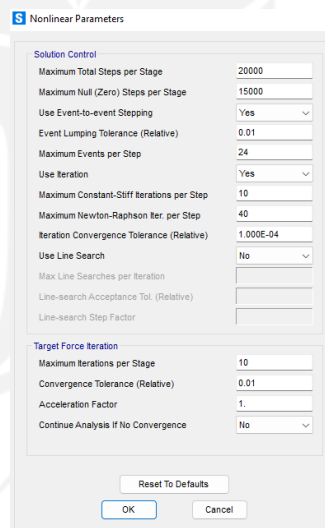 S Nonlinear Parameters
Solution Control
Maximum Total Steps per Stage 20000
Maximum Null (Zero) Steps per Stage 15000
Use Event-to-event Stepping Yes
Event Lumping Tolerance (Relative) 0.01
Maximum Events per Step 24
Use Iteration Yes
Maximum Constant-Stiff Iterations per Step 10
Maximum Newton-Raphson Iter. per Step 40
Iteration Convergence Tolerance (Relative) 1.000E-04
Use Line Search No
Max Line Searches per Iteration
Line-search Acceptance Tol. (Relative)
Line-search Step Factor
Target Force Iteration
Maximum Iterations per Stage 10
Convergence Tolerance (Relative) 0.01
Acceleration Factor 1.
Continue Analysis If No Convergence No
Reset To Defaults
OK Cancel